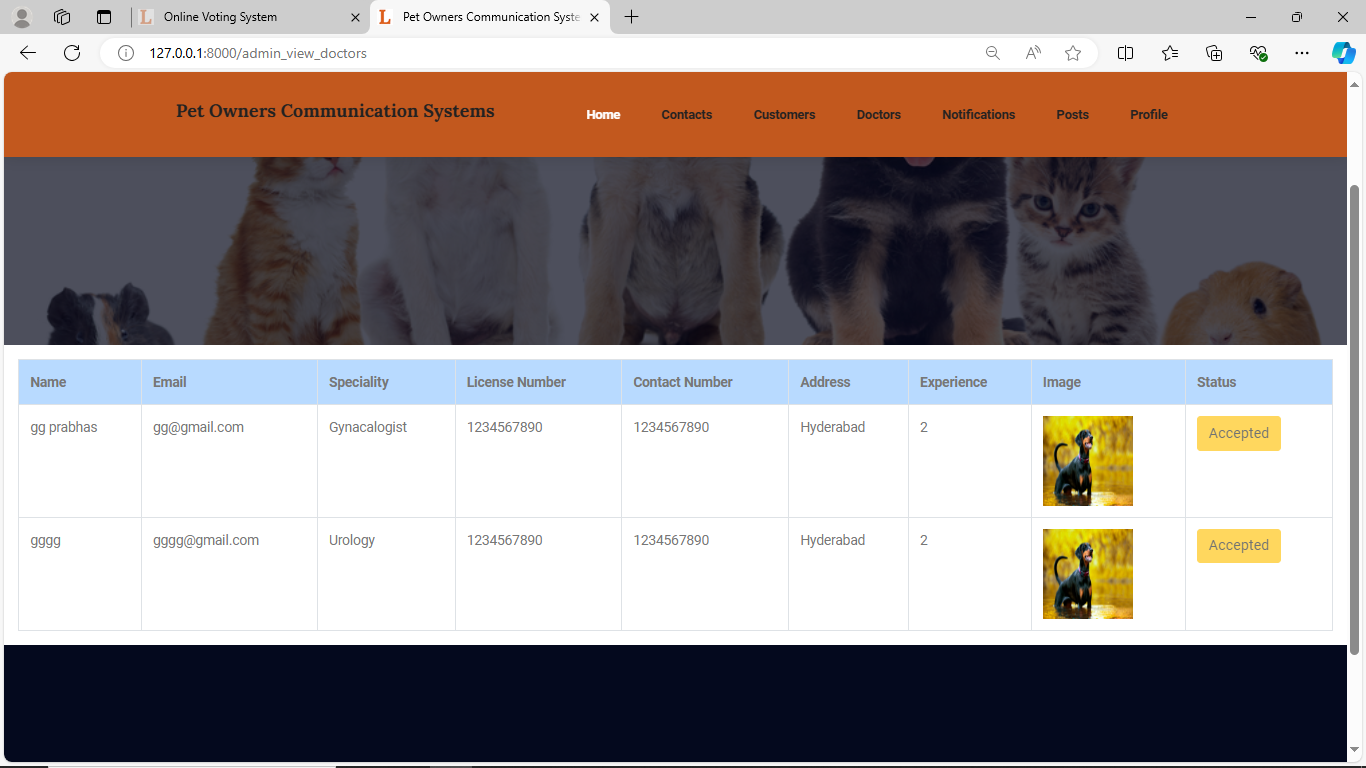 Online Voting System
Pet Owners Communication Syste
127.0.0.1:8000/admin_view_doctors
Pet Owners Communication Systems Home Contacts Customers Doctors Notifications Posts Profile
Name Email Speciality License Number Contact Number Address Experience Image Status
gg prabhas gg@gmail.com Gynacalogist 1234567890 1234567890 Hyderabad 2 Accepted
gggg gggg@gmail.com Urology 1234567890 1234567890 Hyderabad 2 Accepted